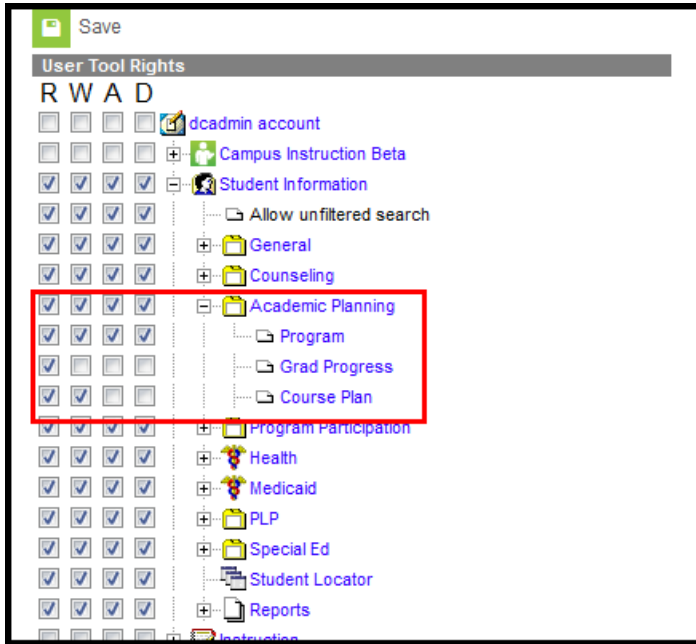 Save
User Tool Rights
R W A D
dcadmin account
Campus Instruction Beta
Student Information
Allow unfiltered search
General
Counseling
Academic Planning
Program
Grad Progress
Course Plan
Program Participation
Health
Medicaid
PLP
Special Ed
Student Locator
Reports
Instruction